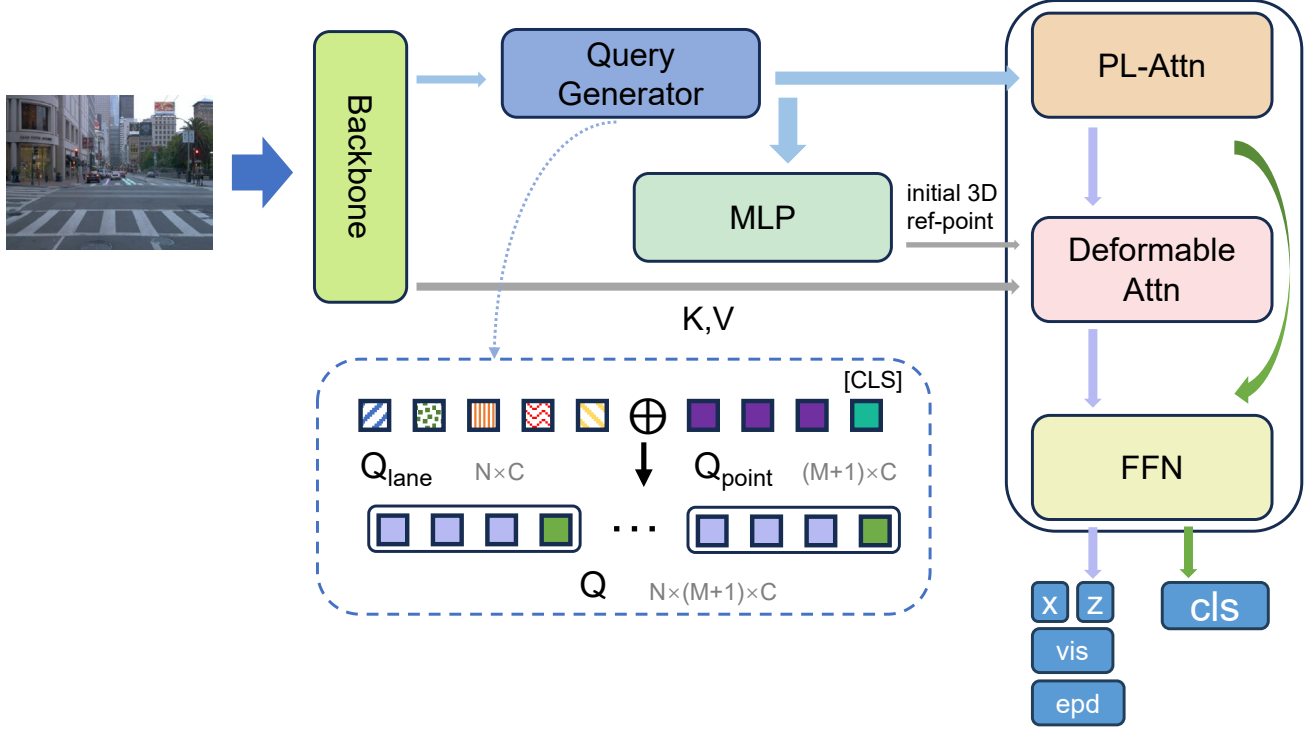 Backbone
Query
Generator
PL-Attn
MLP
initial 3D
ref-point
Deformable
Attn
K,V
[CLS]
Q_lane N×C
Q_point (M+1)×C
...
Q N×(M+1)×C
FFN
x z
vis
epd
cls